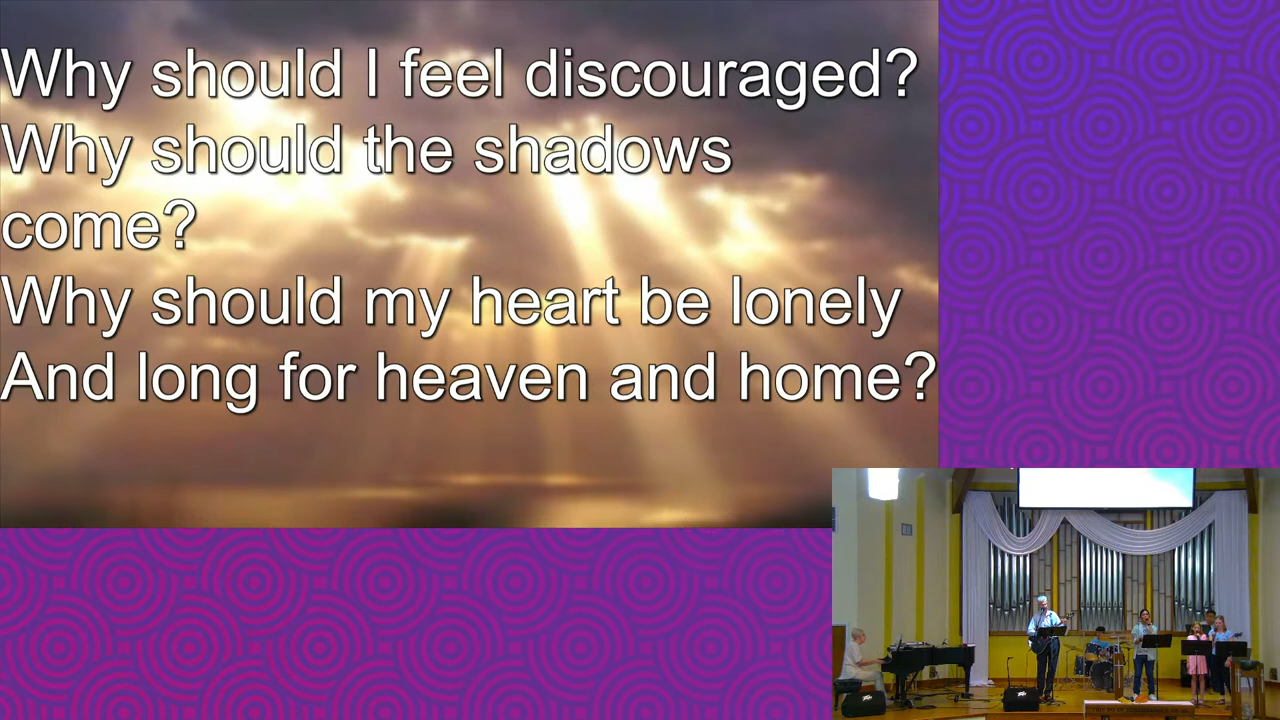 Why should I feel discouraged?
Why should the shadows
come?
Why should my heart be lonely
And long for heaven and home?